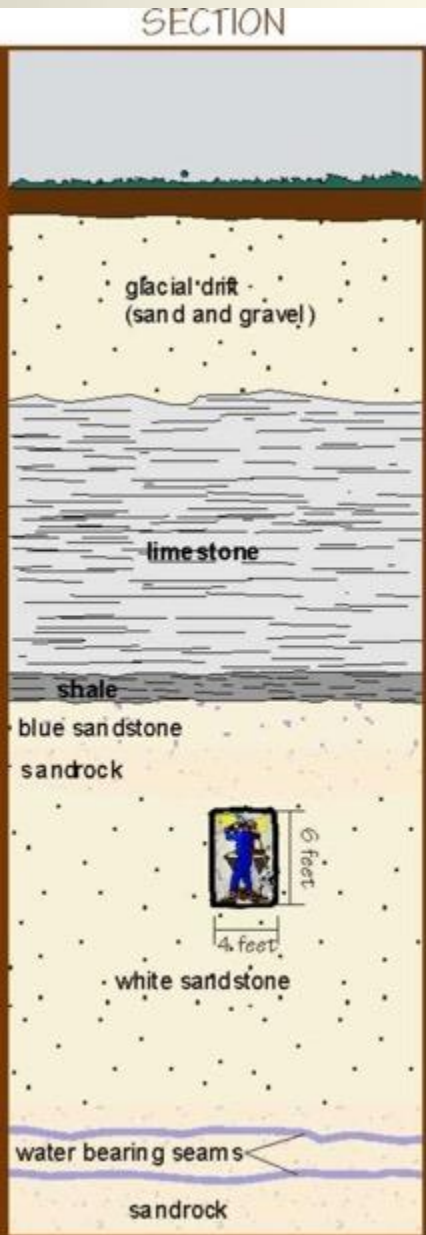 SECTION
glacial drift
(sand and gravel)
limestone
shale
blue sandstone
sandrock
6 feet
4 feet
white sandstone
water bearing seams
sandrock